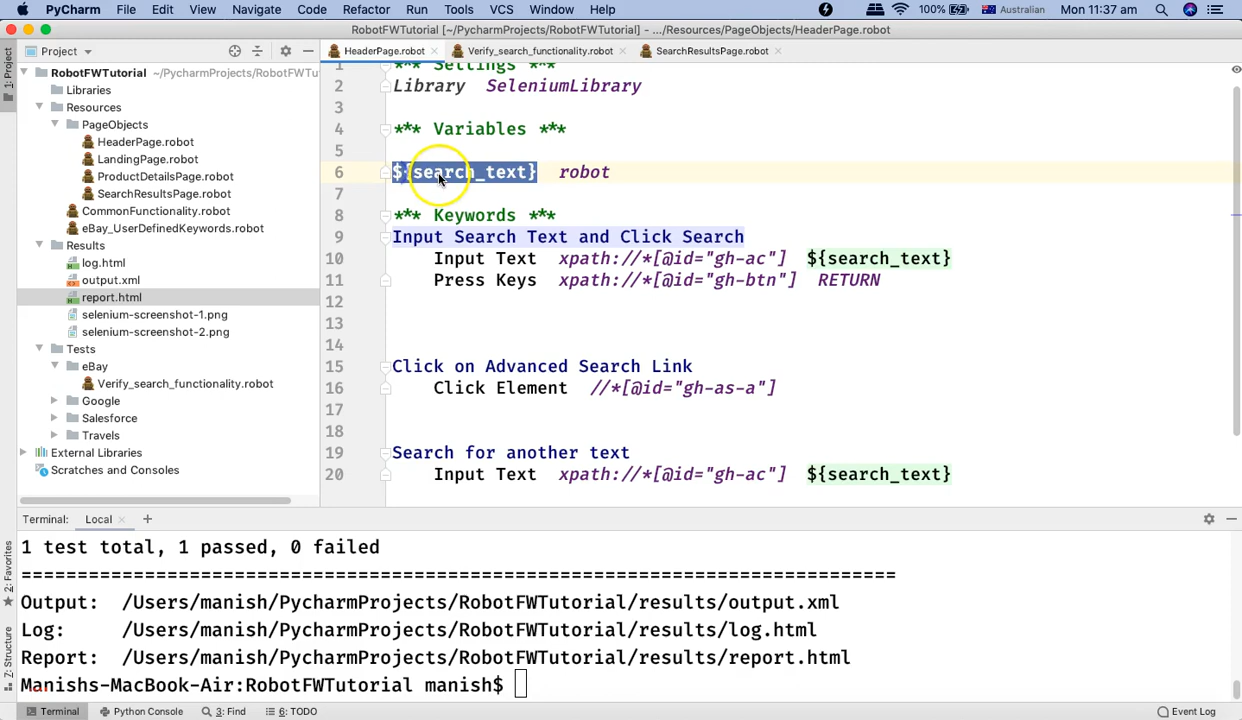 PyCharm File Edit View Navigate Code Refactor Run Tools VCS Window Help 100% Australian Mon 11:37 am
RobotFWTutorial [~/PycharmProjects/RobotFWTutorial] - .../Resources/PageObjects/HeaderPage.robot
Project
HeaderPage.robot Verify_search_functionality.robot SearchResultsPage.robot
1: Project
RobotFWTutorial ~/PycharmProjects/RobotFWTu
Libraries
Resources
PageObjects
HeaderPage.robot
LandingPage.robot
ProductDetailsPage.robot
SearchResultsPage.robot
CommonFunctionality.robot
eBay_UserDefinedKeywords.robot
Results
log.html
output.xml
report.html
selenium-screenshot-1.png
selenium-screenshot-2.png
Tests
eBay
Verify_search_functionality.robot
Google
Salesforce
Travels
External Libraries
Scratches and Consoles
1 *** Settings ***
2 Library SeleniumLibrary
3
4 *** Variables ***
5
6 ${search_text} robot
7
8 *** Keywords ***
9 Input Search Text and Click Search
10 Input Text xpath://*[@id="gh-ac"] ${search_text}
11 Press Keys xpath://*[@id="gh-btn"] RETURN
12
13
14
15 Click on Advanced Search Link
16 Click Element //*[@id="gh-as-a"]
17
18
19 Search for another text
20 Input Text xpath://*[@id="gh-ac"] ${search_text}
Terminal: Local +
1 test total, 1 passed, 0 failed
==============================================================================
Output: /Users/manish/PycharmProjects/RobotFWTutorial/results/output.xml
Log: /Users/manish/PycharmProjects/RobotFWTutorial/results/log.html
Report: /Users/manish/PycharmProjects/RobotFWTutorial/results/report.html
Manishs-MacBook-Air:RobotFWTutorial manish$
2: Favorites
Z: Structure
Terminal Python Console 3: Find 6: TODO Event Log